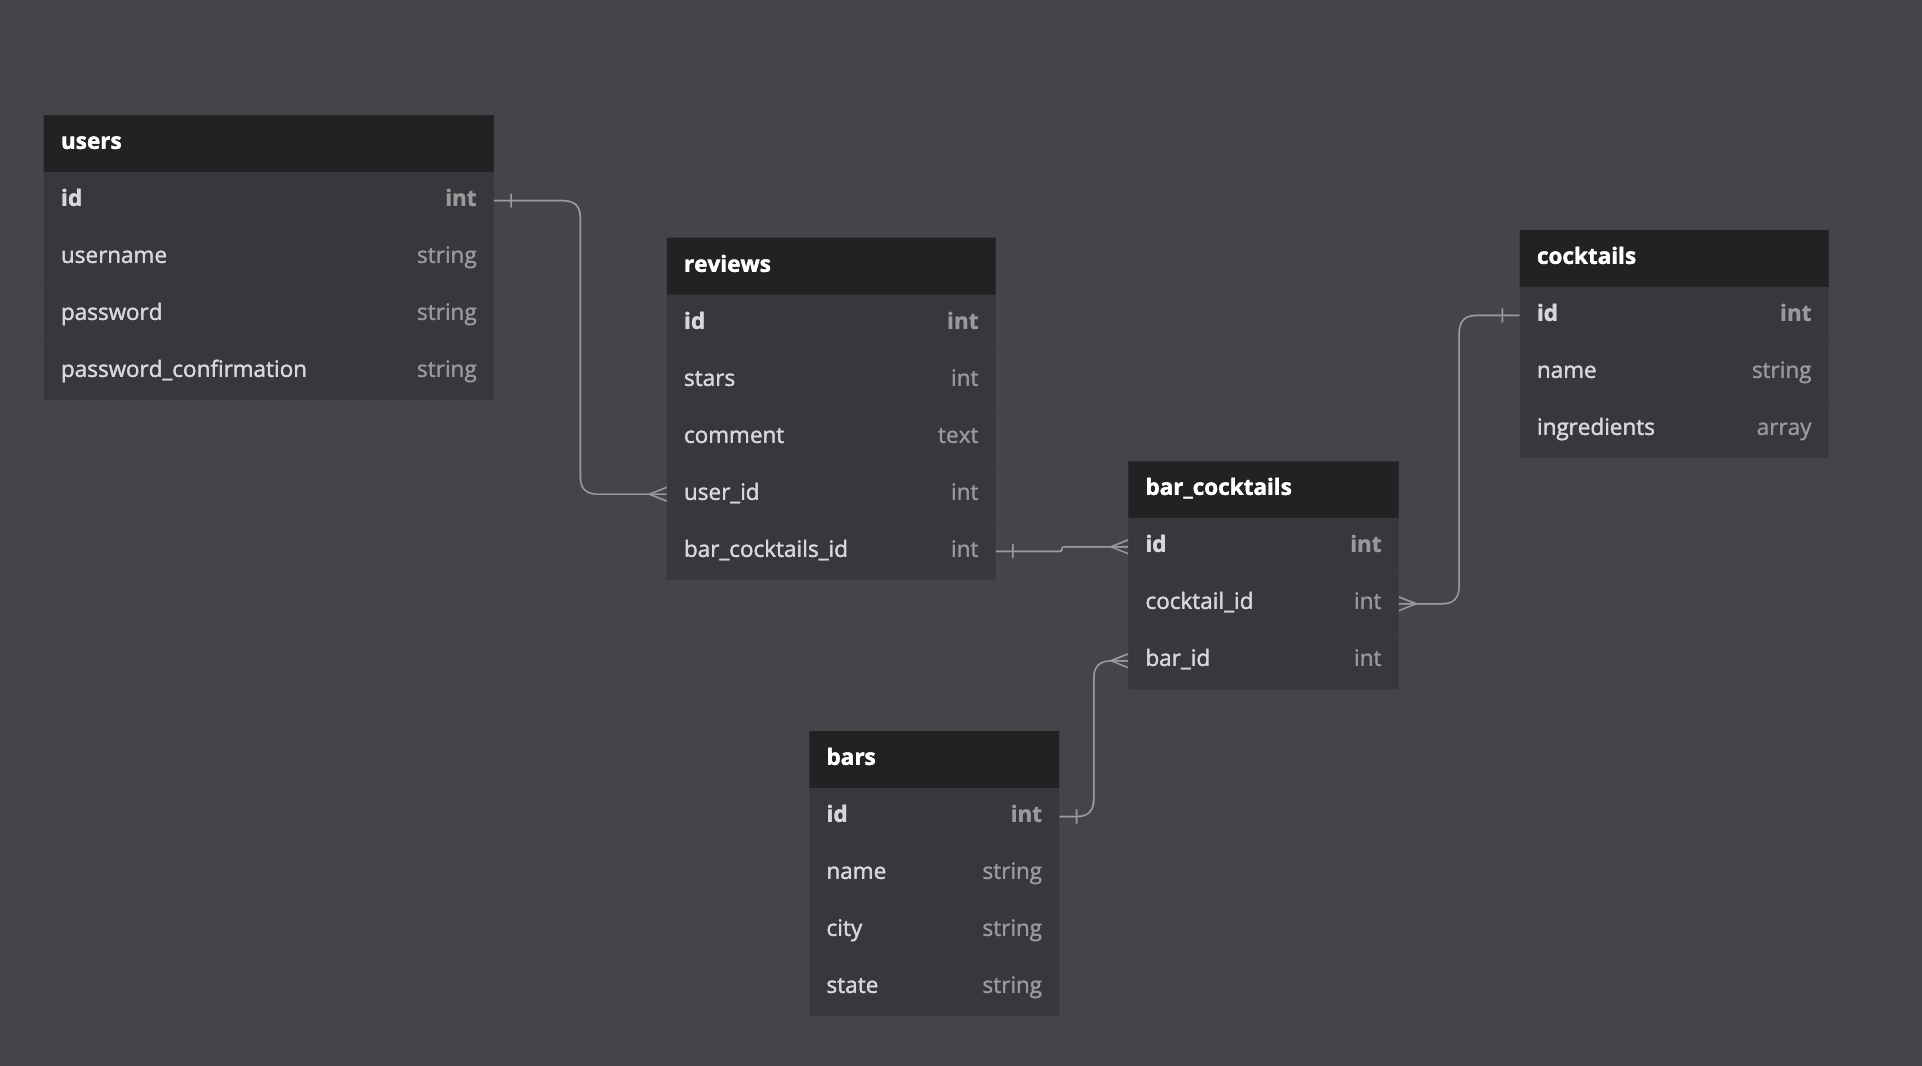 users
id int
username string
password string
password_confirmation string
reviews
id int
stars int
comment text
user_id int
bar_cocktails_id int
cocktails
id int
name string
ingredients array
bar_cocktails
id int
cocktail_id int
bar_id int
bars
id int
name string
city string
state string